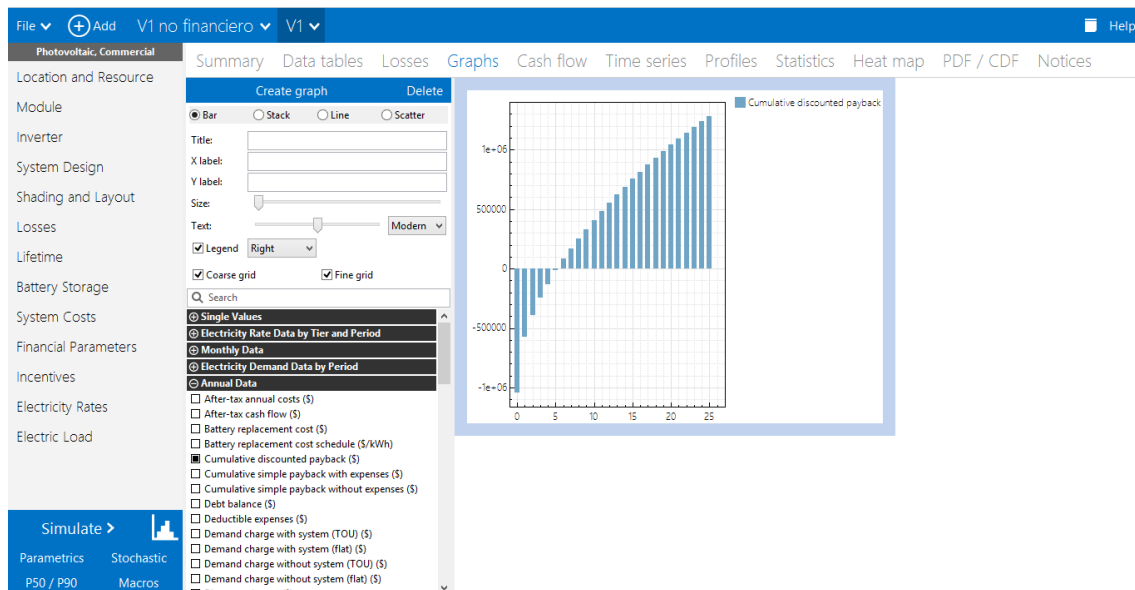 File Add V1 no financiero V1 Help
Photovoltaic, Commercial
Location and Resource
Module
Inverter
System Design
Shading and Layout
Losses
Lifetime
Battery Storage
System Costs
Financial Parameters
Incentives
Electricity Rates
Electric Load
Simulate >
Parametrics Stochastic
P50 / P90 Macros
Summary Data tables Losses Graphs Cash flow Time series Profiles Statistics Heat map PDF / CDF Notices
Create graph Delete
Bar Stack Line Scatter
Title:
X label:
Y label:
Size:
Text: Modern
Legend Right
Coarse grid Fine grid
Search
Single Values
Electricity Rate Data by Tier and Period
Monthly Data
Electricity Demand Data by Period
Annual Data
After-tax annual costs ($)
After-tax cash flow ($)
Battery replacement cost ($)
Battery replacement cost schedule ($/kWh)
Cumulative discounted payback ($)
Cumulative simple payback with expenses ($)
Cumulative simple payback without expenses ($)
Debt balance ($)
Deductible expenses ($)
Demand charge with system (TOU) ($)
Demand charge with system (flat) ($)
Demand charge without system (TOU) ($)
Demand charge without system (flat) ($)
Cumulative discounted payback
1e+06
500000
0
-500000
-1e+06
0 5 10 15 20 25